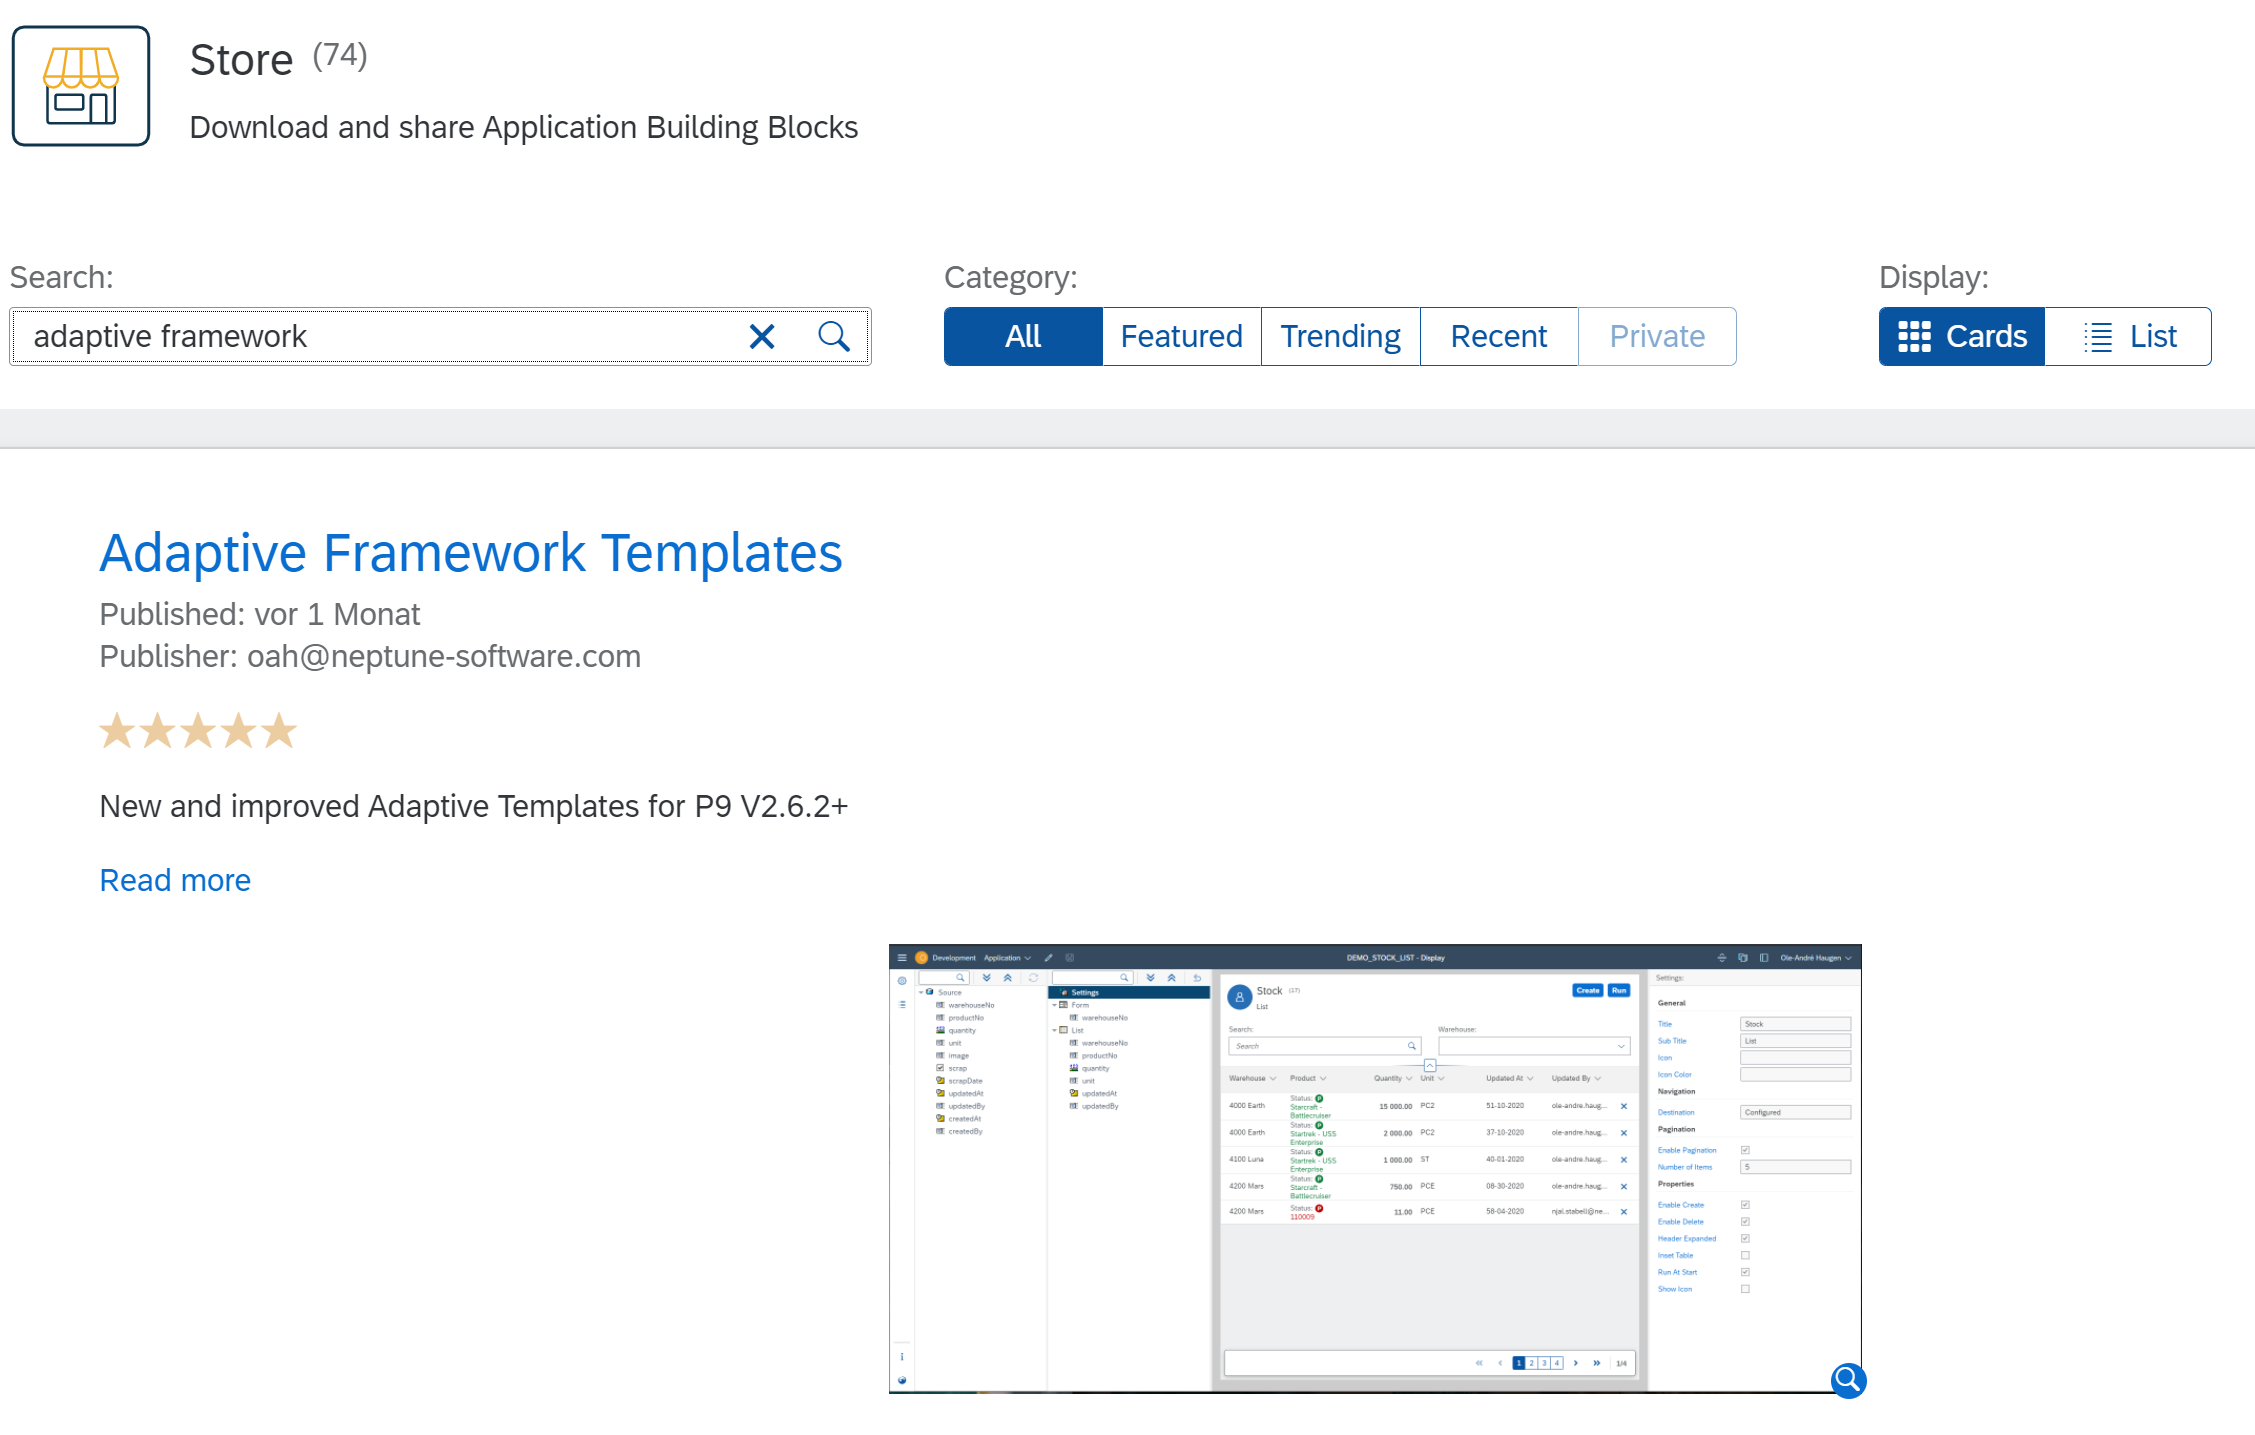 Store (74)
Download and share Application Building Blocks
Search:
adaptive framework
Category:
All Featured Trending Recent Private
Display:
Cards List
Adaptive Framework Templates
Published: vor 1 Monat
Publisher: oah@neptune-software.com
New and improved Adaptive Templates for P9 V2.6.2+
Read more
Development Application DEMO_STOCK_LIST - Display Ole-André Haugen
Source
warehouseNo
productNo
quantity
unit
image
scrap
scrapDate
updatedAt
updatedBy
createdAt
createdBy
Settings
Form
warehouseNo
List
warehouseNo
productNo
quantity
unit
updatedAt
updatedBy
Stock (17)
List
Create Run
Search: Warehouse:
Search
Warehouse Product Quantity Unit Updated At Updated By
4000 Earth Status: P Starcraft - Battlecruiser 15 000.00 PC2 51-10-2020 ole-andre.haug...
4000 Earth Status: P Startrek - USS Enterprise 2 000.00 PC2 37-10-2020 ole-andre.haug...
4100 Luna Status: P Startrek - USS Enterprise 1 000.00 ST 40-01-2020 ole-andre.haug...
4200 Mars Status: P Starcraft - Battlecruiser 750.00 PCE 08-30-2020 ole-andre.haug...
4200 Mars Status: P 110009 11.00 PCE 58-04-2020 njal.stabell@ne...
1 2 3 4 1/4
Settings:
General
Title Stock
Sub Title List
Icon
Icon Color
Navigation
Destination Configured
Pagination
Enable Pagination
Number of Items 5
Properties
Enable Create
Enable Delete
Header Expanded
Inset Table
Run At Start
Show Icon